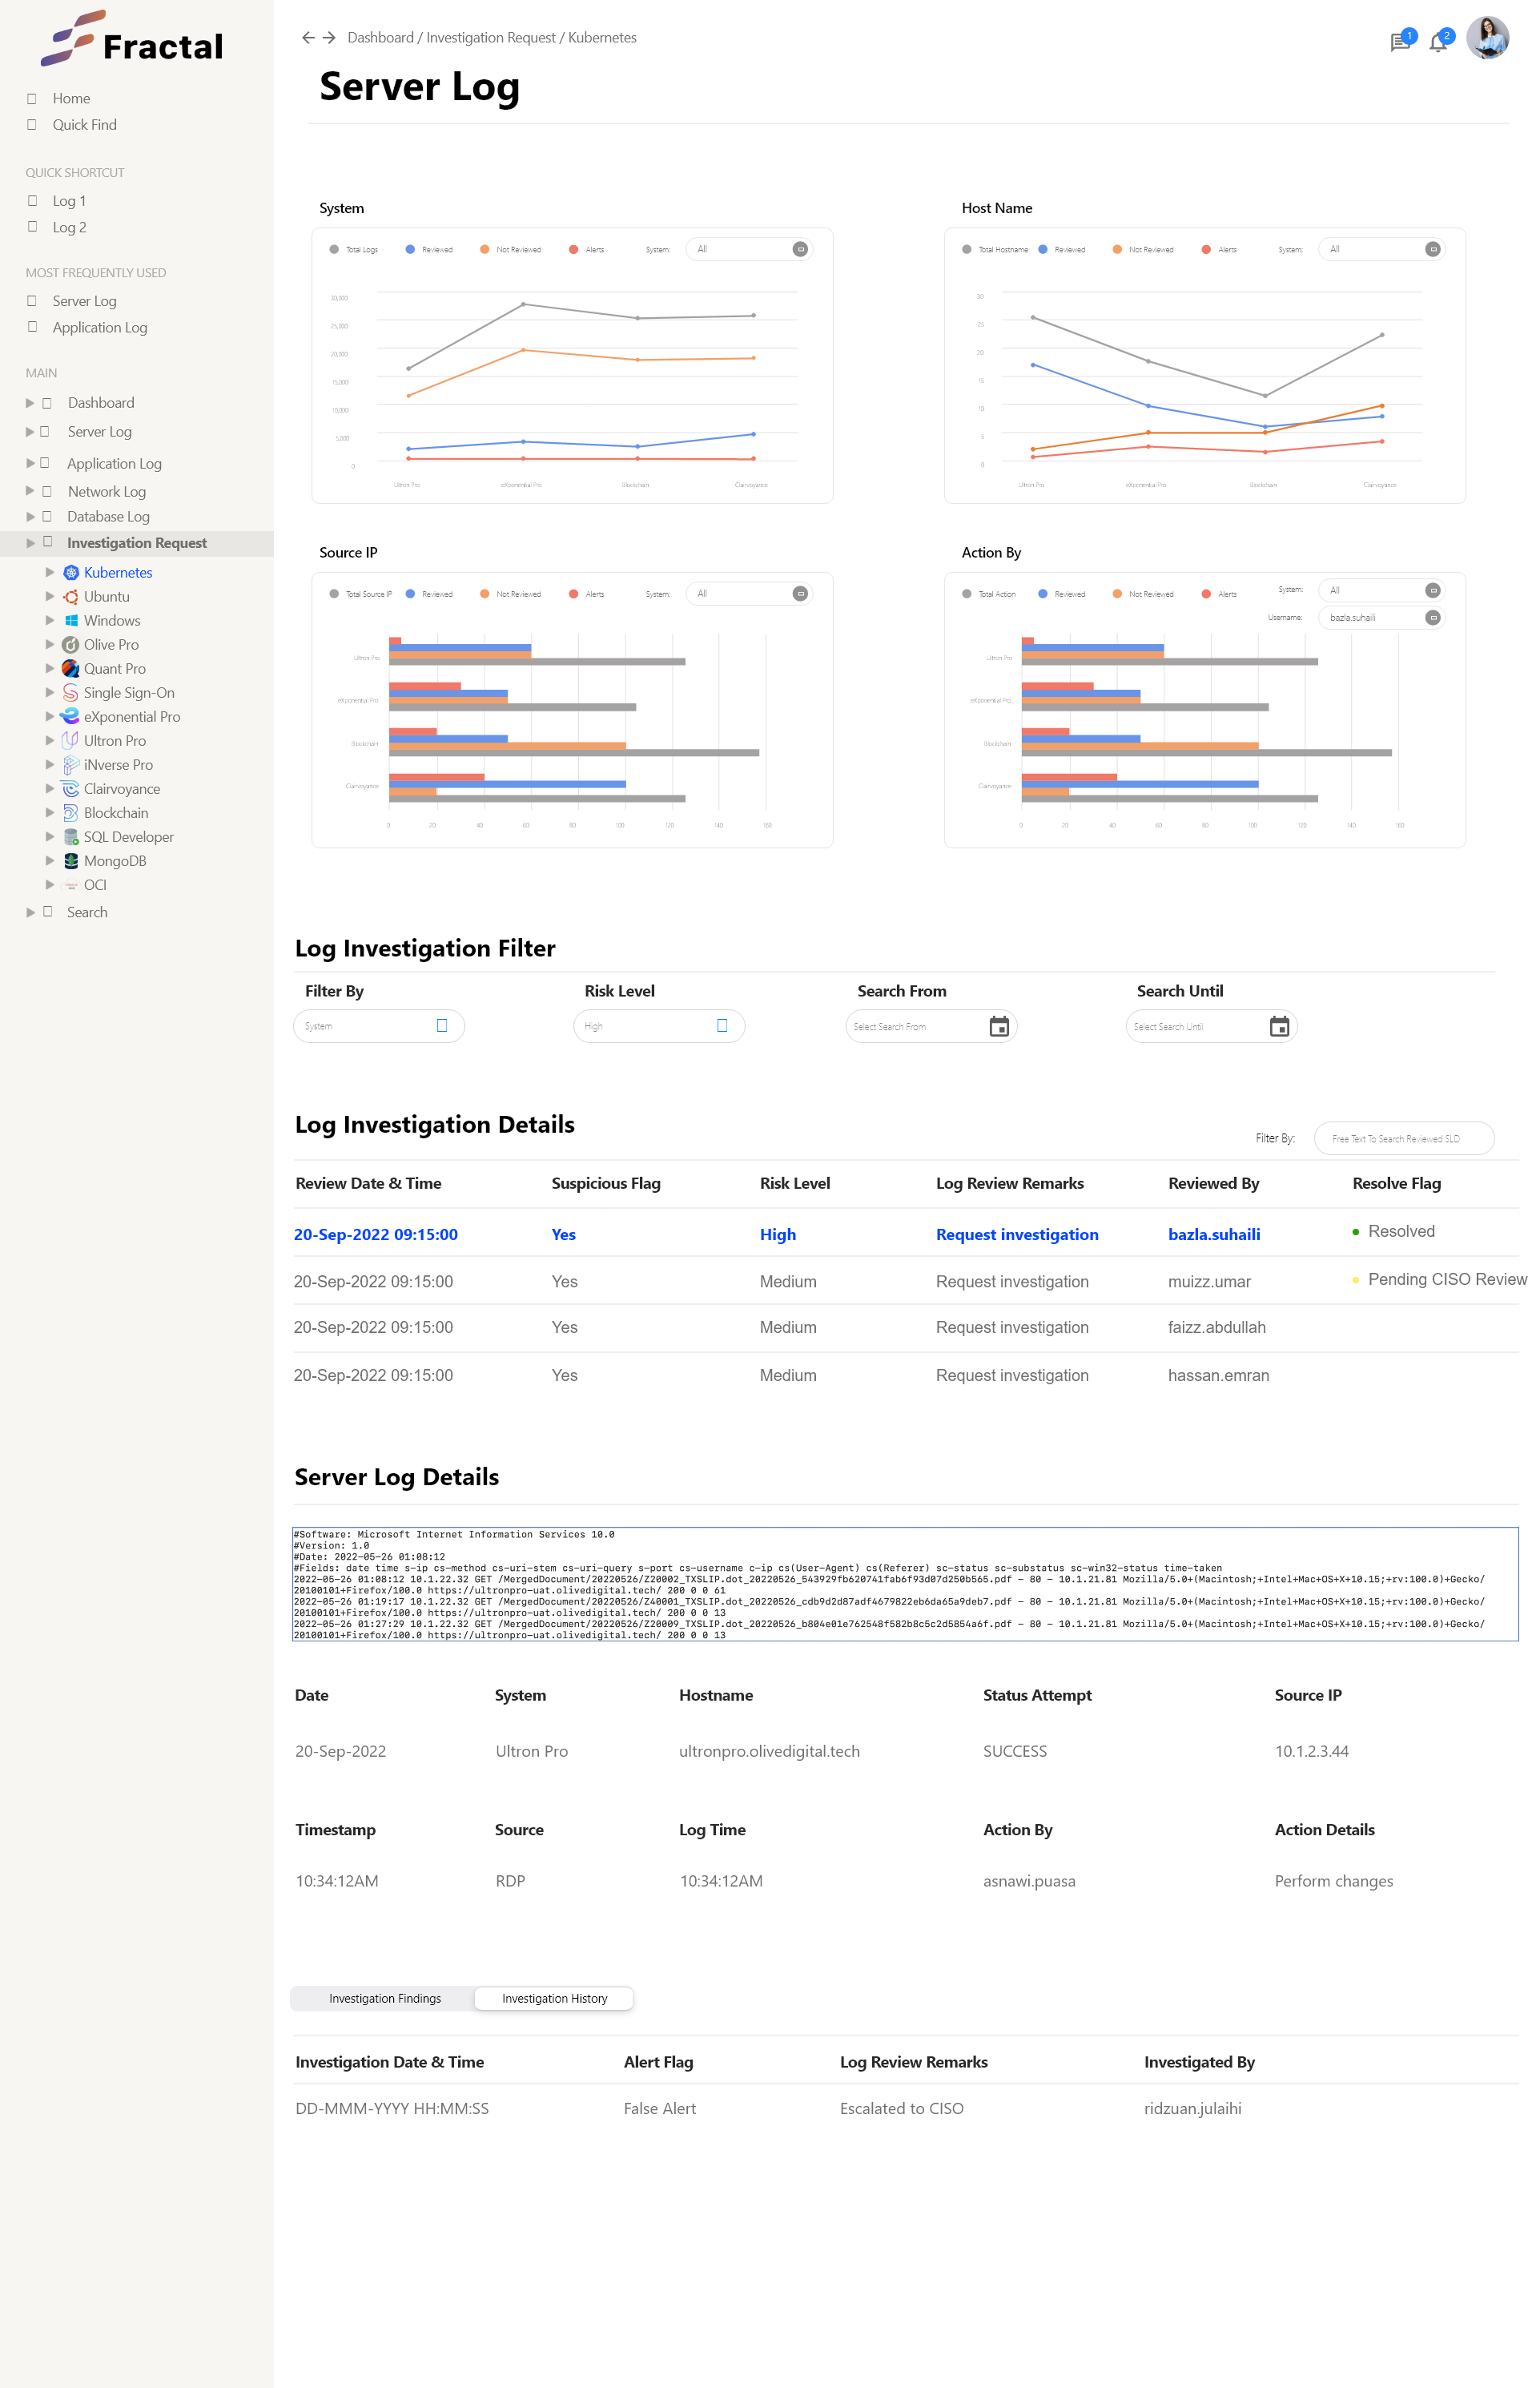 Fractal
Home
Quick Find
QUICK SHORTCUT
Log 1
Log 2
MOST FREQUENTLY USED
Server Log
Application Log
MAIN
Dashboard
Server Log
Application Log
Network Log
Database Log
Investigation Request
Kubernetes
Ubuntu
Windows
Olive Pro
Quant Pro
Single Sign-On
eXponential Pro
Ultron Pro
iNverse Pro
Clairvoyance
Blockchain
SQL Developer
MongoDB
OCI
Search
Dashboard / Investigation Request / Kubernetes
1
2
Server Log
System
Total Logs Reviewed Not Reviewed Alerts System: All
30,000
25,000
20,000
15,000
10,000
5,000
0
Ultron Pro eXponential Pro Blockchain Clairvoyance
Host Name
Total Hostname Reviewed Not Reviewed Alerts System: All
30
25
20
15
10
5
0
Ultron Pro eXponential Pro Blockchain Clairvoyance
Source IP
Total Source IP Reviewed Not Reviewed Alerts System: All
Ultron Pro
eXponential Pro
Blockchain
Clairvoyance
0 20 40 60 80 100 120 140 160
Action By
Total Action Reviewed Not Reviewed Alerts System: All
Username: bazla.suhaili
Ultron Pro
eXponential Pro
Blockchain
Clairvoyance
0 20 40 60 80 100 120 140 160
Log Investigation Filter
Filter By Risk Level Search From Search Until
System High Select Search From Select Search Until
Log Investigation Details
Filter By: Free Text To Search Reviewed SLD
Review Date & Time Suspicious Flag Risk Level Log Review Remarks Reviewed By Resolve Flag
20-Sep-2022 09:15:00 Yes High Request investigation bazla.suhaili Resolved
20-Sep-2022 09:15:00 Yes Medium Request investigation muizz.umar Pending CISO Review
20-Sep-2022 09:15:00 Yes Medium Request investigation faizz.abdullah
20-Sep-2022 09:15:00 Yes Medium Request investigation hassan.emran
Server Log Details
#Software: Microsoft Internet Information Services 10.0
#Version: 1.0
#Date: 2022-05-26 01:08:12
#Fields: date time s-ip cs-method cs-uri-stem cs-uri-query s-port cs-username c-ip cs(User-Agent) cs(Referer) sc-status sc-substatus sc-win32-status time-taken
2022-05-26 01:08:12 10.1.22.32 GET /MergedDocument/20220526/Z20002_TXSLIP.dot_20220526_543929fb620741fab6f93d07d250b565.pdf - 80 - 10.1.21.81 Mozilla/5.0+(Macintosh;+Intel+Mac+OS+X+10.15;+rv:100.0)+Gecko/
20100101+Firefox/100.0 https://ultronpro-uat.olivedigital.tech/ 200 0 0 61
2022-05-26 01:19:17 10.1.22.32 GET /MergedDocument/20220526/Z40001_TXSLIP.dot_20220526_cdb9d2d87adf4679822eb6da65a9deb7.pdf - 80 - 10.1.21.81 Mozilla/5.0+(Macintosh;+Intel+Mac+OS+X+10.15;+rv:100.0)+Gecko/
20100101+Firefox/100.0 https://ultronpro-uat.olivedigital.tech/ 200 0 0 13
2022-05-26 01:27:29 10.1.22.32 GET /MergedDocument/20220526/Z20009_TXSLIP.dot_20220526_b804e01e762548f582b8c5c2d5854a6f.pdf - 80 - 10.1.21.81 Mozilla/5.0+(Macintosh;+Intel+Mac+OS+X+10.15;+rv:100.0)+Gecko/
20100101+Firefox/100.0 https://ultronpro-uat.olivedigital.tech/ 200 0 0 13
Date System Hostname Status Attempt Source IP
20-Sep-2022 Ultron Pro ultronpro.olivedigital.tech SUCCESS 10.1.2.3.44
Timestamp Source Log Time Action By Action Details
10:34:12AM RDP 10:34:12AM asnawi.puasa Perform changes
Investigation Findings Investigation History
Investigation Date & Time Alert Flag Log Review Remarks Investigated By
DD-MMM-YYYY HH:MM:SS False Alert Escalated to CISO ridzuan.julaihi